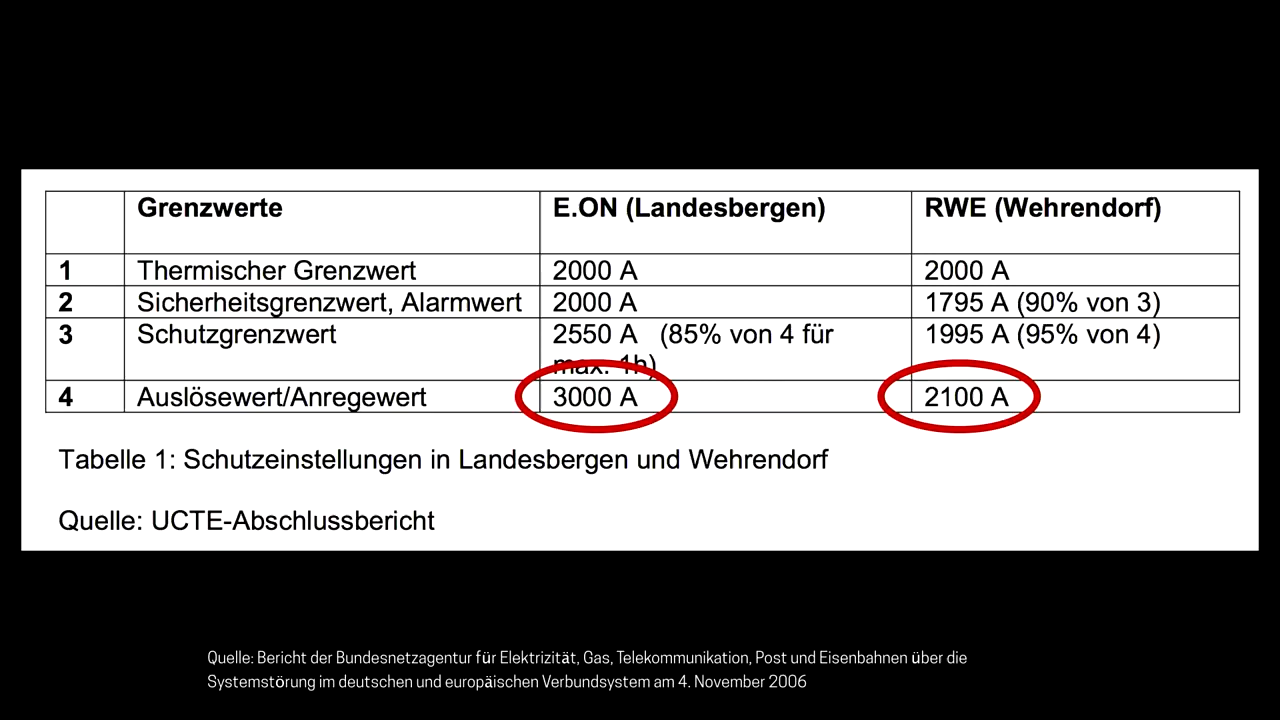 Grenzwerte E.ON (Landesbergen) RWE (Wehrendorf)
1 Thermischer Grenzwert 2000 A 2000 A
2 Sicherheitsgrenzwert, Alarmwert 2000 A 1795 A (90% von 3)
3 Schutzgrenzwert 2550 A (85% von 4 für 1995 A (95% von 4)
max. 1h)
4 Auslösewert/Anregewert 3000 A 2100 A
Tabelle 1: Schutzeinstellungen in Landesbergen und Wehrendorf
Quelle: UCTE-Abschlussbericht
Quelle: Bericht der Bundesnetzagentur für Elektrizität, Gas, Telekommunikation, Post und Eisenbahnen über die
Systemstörung im deutschen und europäischen Verbundsystem am 4. November 2006